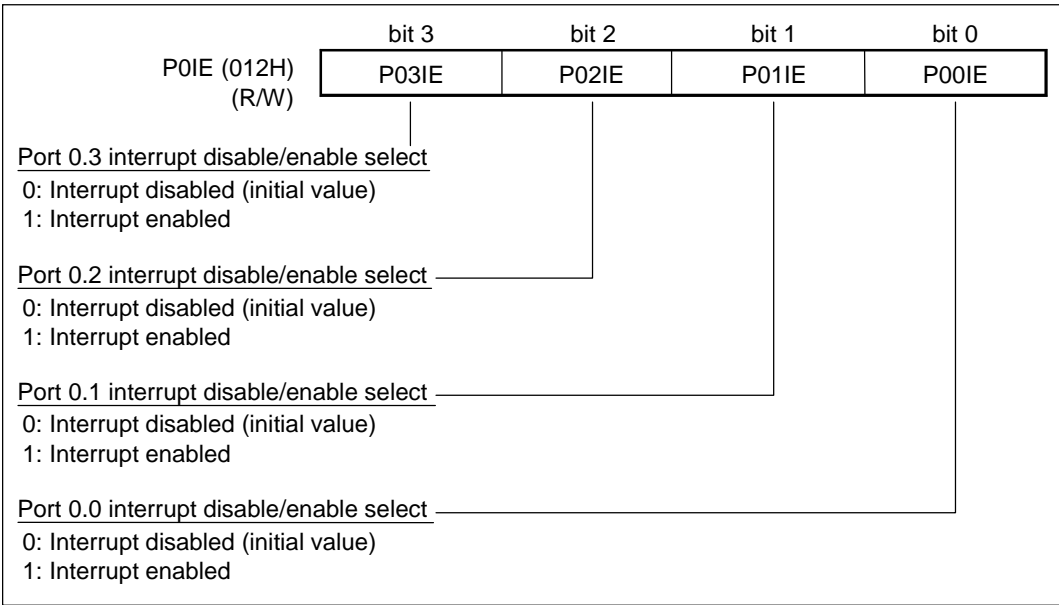 bit 3 bit 2 bit 1 bit 0
P0IE (012H) P03IE P02IE P01IE P00IE
(R/W)
Port 0.3 interrupt disable/enable select
0: Interrupt disabled (initial value)
1: Interrupt enabled
Port 0.2 interrupt disable/enable select
0: Interrupt disabled (initial value)
1: Interrupt enabled
Port 0.1 interrupt disable/enable select
0: Interrupt disabled (initial value)
1: Interrupt enabled
Port 0.0 interrupt disable/enable select
0: Interrupt disabled (initial value)
1: Interrupt enabled